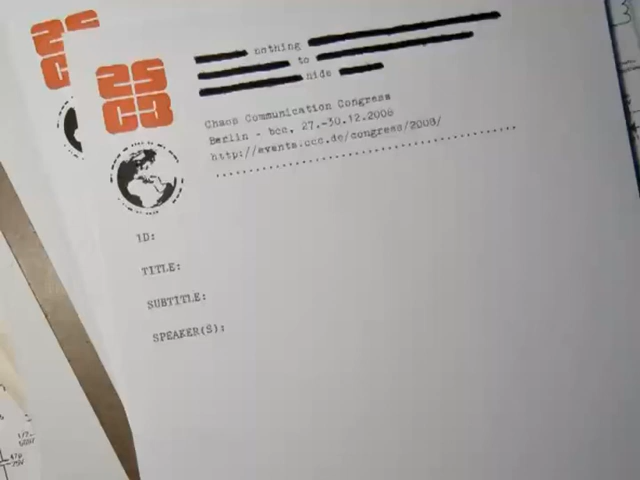 25
C3
nothing
to
hide
Chaos Communication Congress
Berlin - bcc, 27.-30.12.2008
http://events.ccc.de/congress/2008/
ID:
TITLE:
SUBTITLE:
SPEAKER(S):